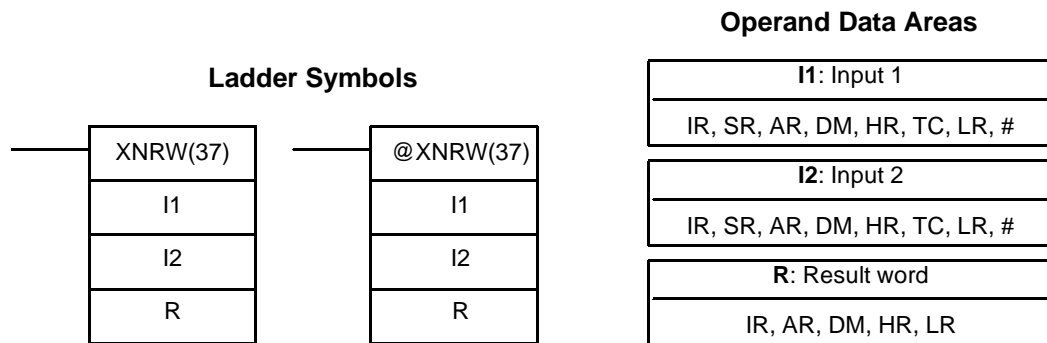 Operand Data Areas
Ladder Symbols
I1: Input 1
IR, SR, AR, DM, HR, TC, LR, #
XNRW(37)
@XNRW(37)
I2: Input 2
I1
I1
IR, SR, AR, DM, HR, TC, LR, #
I2
I2
R: Result word
R
R
IR, AR, DM, HR, LR